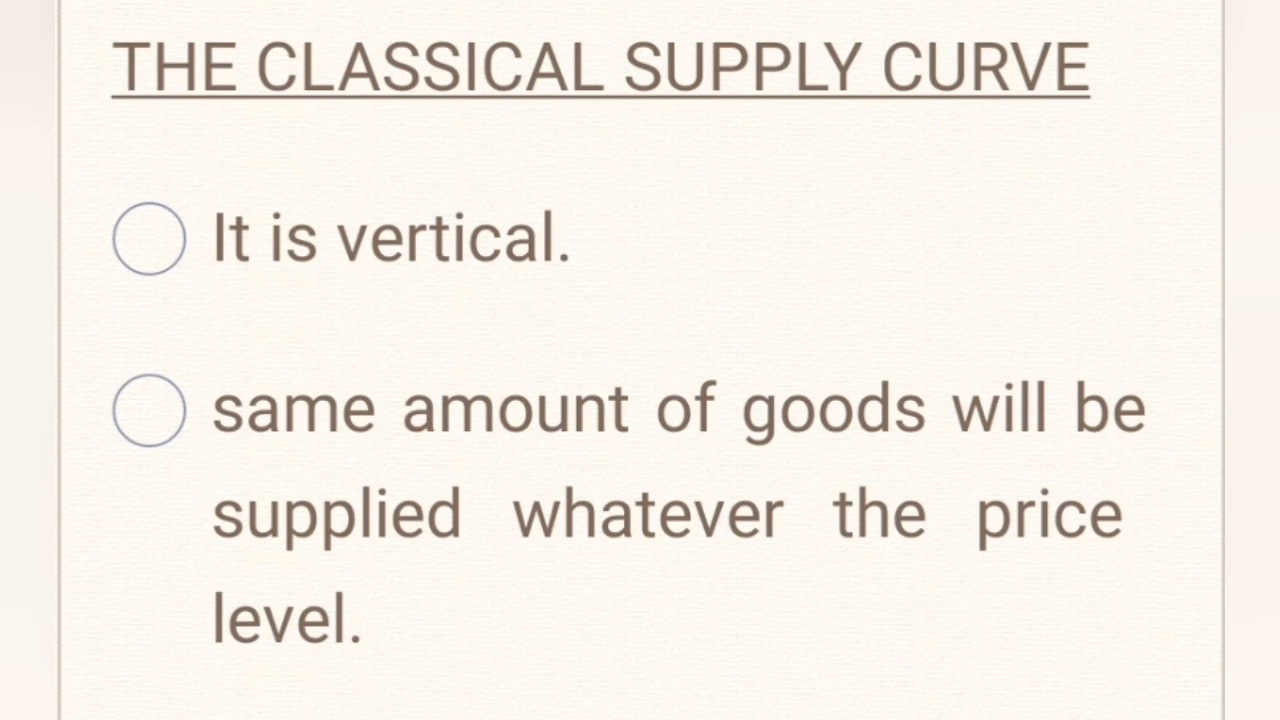 THE CLASSICAL SUPPLY CURVE
It is vertical.
same amount of goods will be
supplied whatever the price
level.